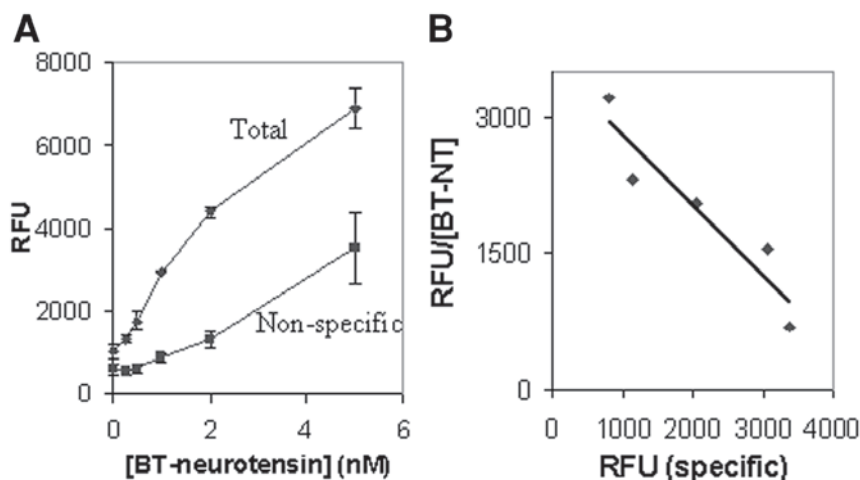 A
8000
6000
4000
2000
0
RFU
Total
Non-specific
0 2 4 6
[BT-neurotensin] (nM)
B
3000
1500
0
RFU/[BT-NT]
0 1000 2000 3000 4000
RFU (specific)